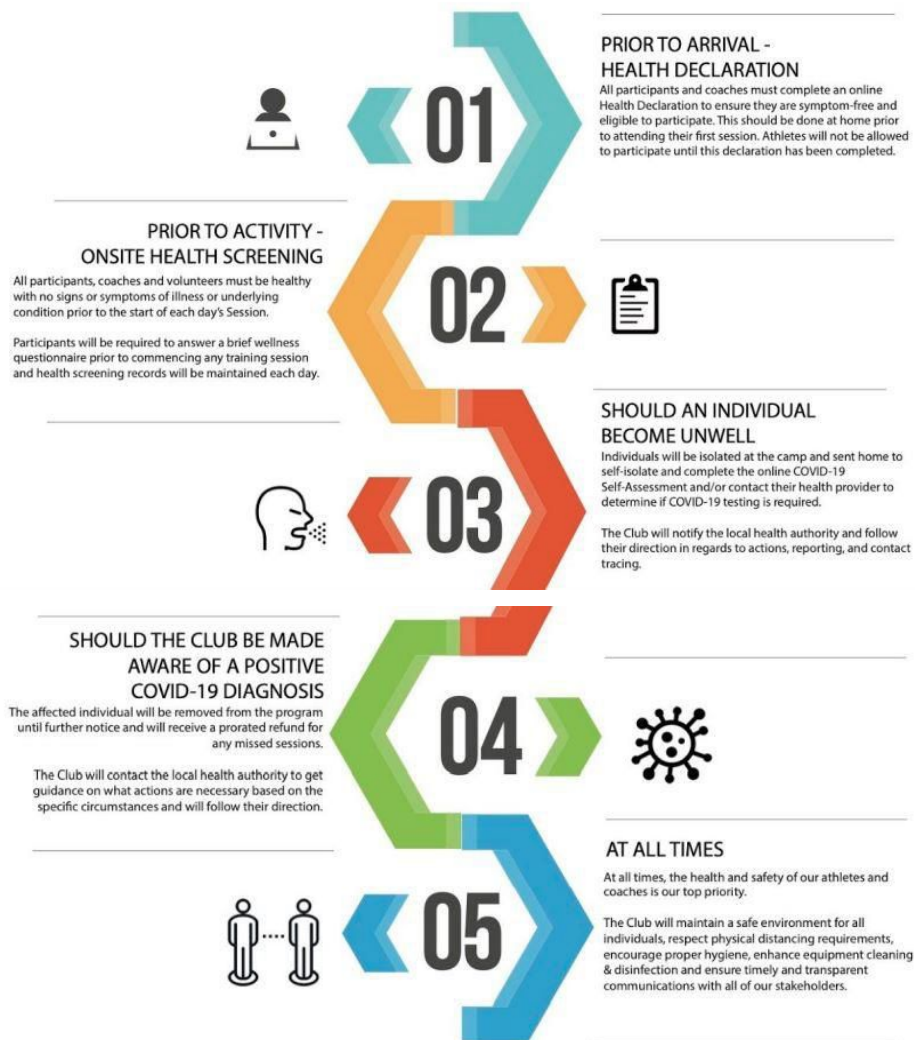 01
PRIOR TO ARRIVAL -
HEALTH DECLARATION
All participants and coaches must complete an online
Health Declaration to ensure they are symptom-free and
eligible to participate. This should be done at home prior
to attending their first session. Athletes will not be allowed
to participate until this declaration has been completed.
PRIOR TO ACTIVITY -
ONSITE HEALTH SCREENING
All participants, coaches and volunteers must be healthy
with no signs or symptoms of illness or underlying
condition prior to the start of each day's Session.
Participants will be required to answer a brief wellness
questionnaire prior to commencing any training session
and health screening records will be maintained each day.
02
03
SHOULD AN INDIVIDUAL
BECOME UNWELL
Individuals will be isolated at the camp and sent home to
self-isolate and complete the online COVID-19
Self-Assessment and/or contact their health provider to
determine if COVID-19 testing is required.
The Club will notify the local health authority and follow
their direction in regards to actions, reporting, and contact
tracing.
SHOULD THE CLUB BE MADE
AWARE OF A POSITIVE
COVID-19 DIAGNOSIS
The affected individual will be removed from the program
until further notice and will receive a prorated refund for
any missed sessions.
The Club will contact the local health authority to get
guidance on what actions are necessary based on the
specific circumstances and will follow their direction.
04
05
AT ALL TIMES
At all times, the health and safety of our athletes and
coaches is our top priority.
The Club will maintain a safe environment for all
individuals, respect physical distancing requirements,
encourage proper hygiene, enhance equipment cleaning
& disinfection and ensure timely and transparent
communications with all of our stakeholders.